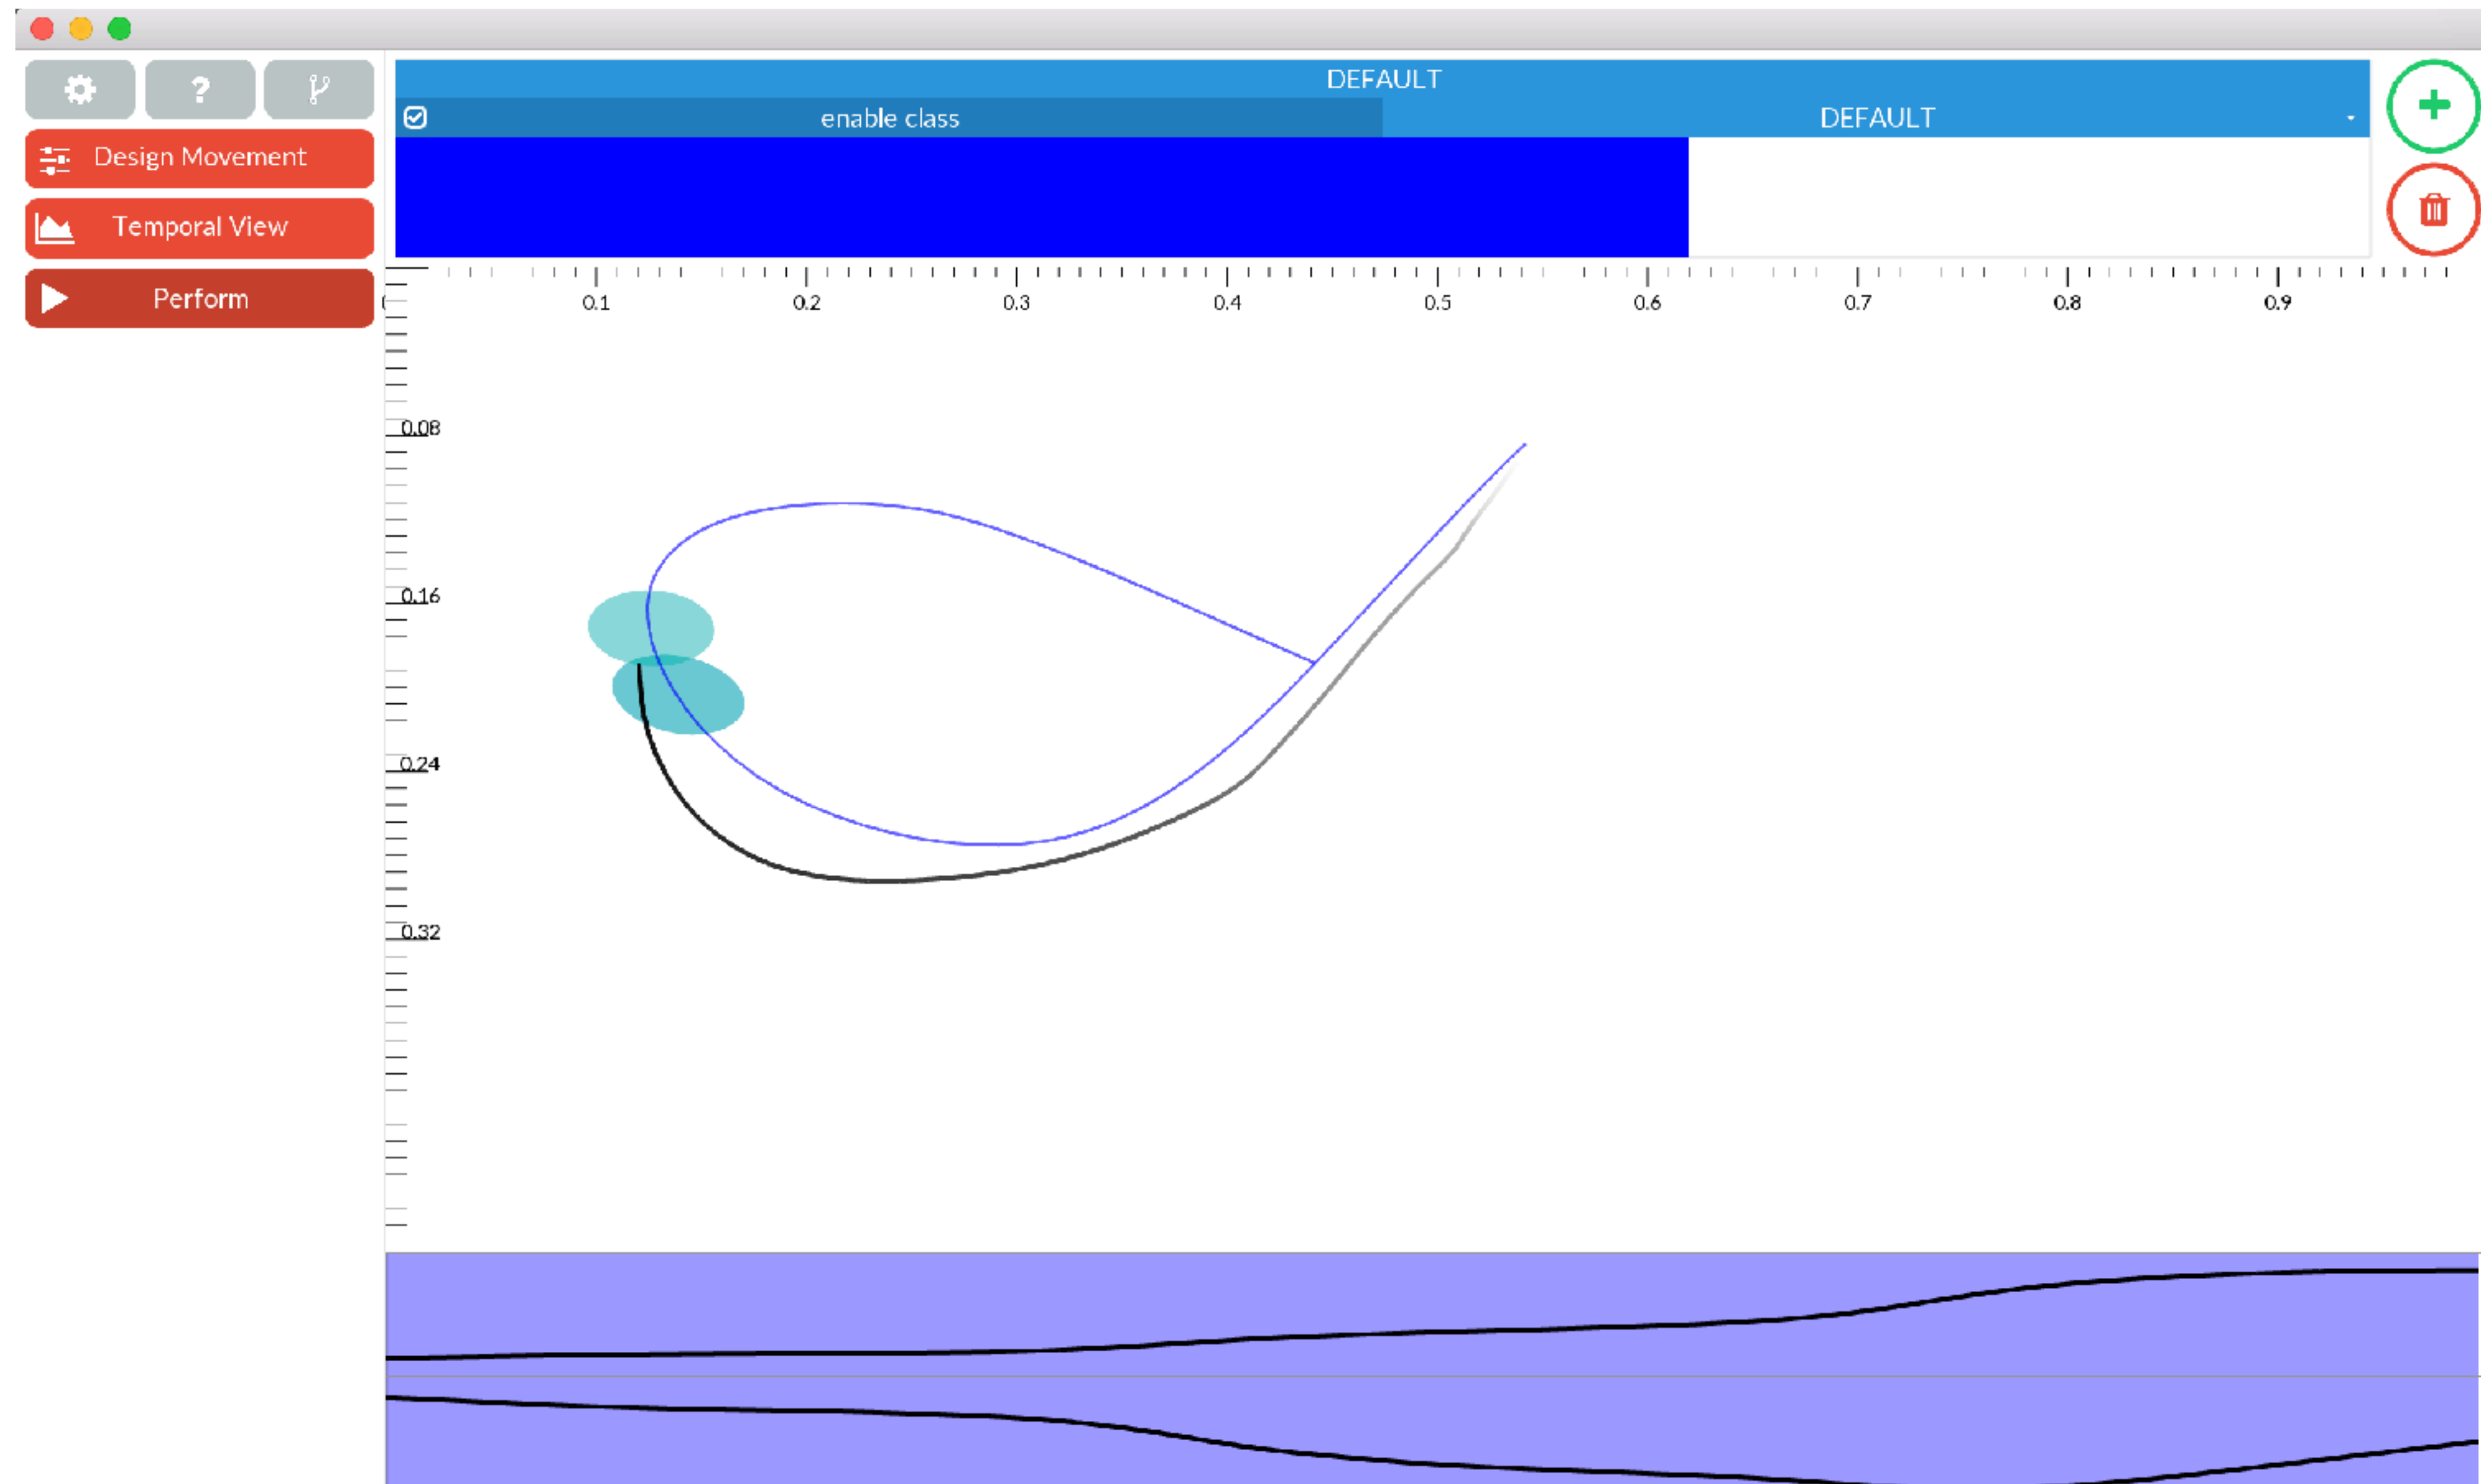 ?
DEFAULT
enable class DEFAULT
Design Movement
Temporal View
Perform
0.1 0.2 0.3 0.4 0.5 0.6 0.7 0.8 0.9
0.08
0.16
0.24
0.32